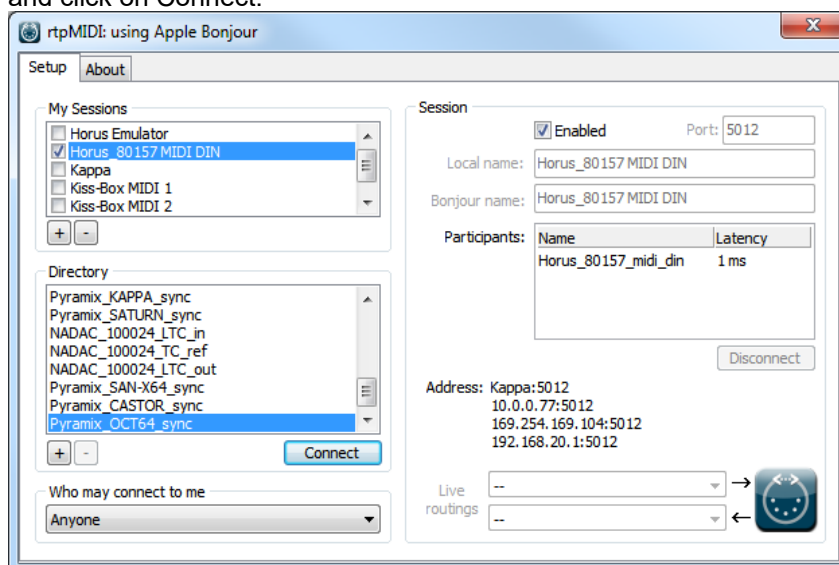 and click on Connect.
rtpMIDI: using Apple Bonjour
Setup About
My Sessions
Horus Emulator
Horus_80157 MIDI DIN
Kappa
Kiss-Box MIDI 1
Kiss-Box MIDI 2
+ -
Directory
Pyramix_KAPPA_sync
Pyramix_SATURN_sync
NADAC_100024_LTC_in
NADAC_100024_TC_ref
NADAC_100024_LTC_out
Pyramix_SAN-X64_sync
Pyramix_CASTOR_sync
Pyramix_OCT64_sync
+ - Connect
Who may connect to me
Anyone
Session
Enabled Port: 5012
Local name: Horus_80157 MIDI DIN
Bonjour name: Horus_80157 MIDI DIN
Participants: Name Latency
Horus_80157_midi_din 1 ms
Disconnect
Address: Kappa:5012
10.0.0.77:5012
169.254.169.104:5012
192.168.20.1:5012
Live routings -- →
-- ←